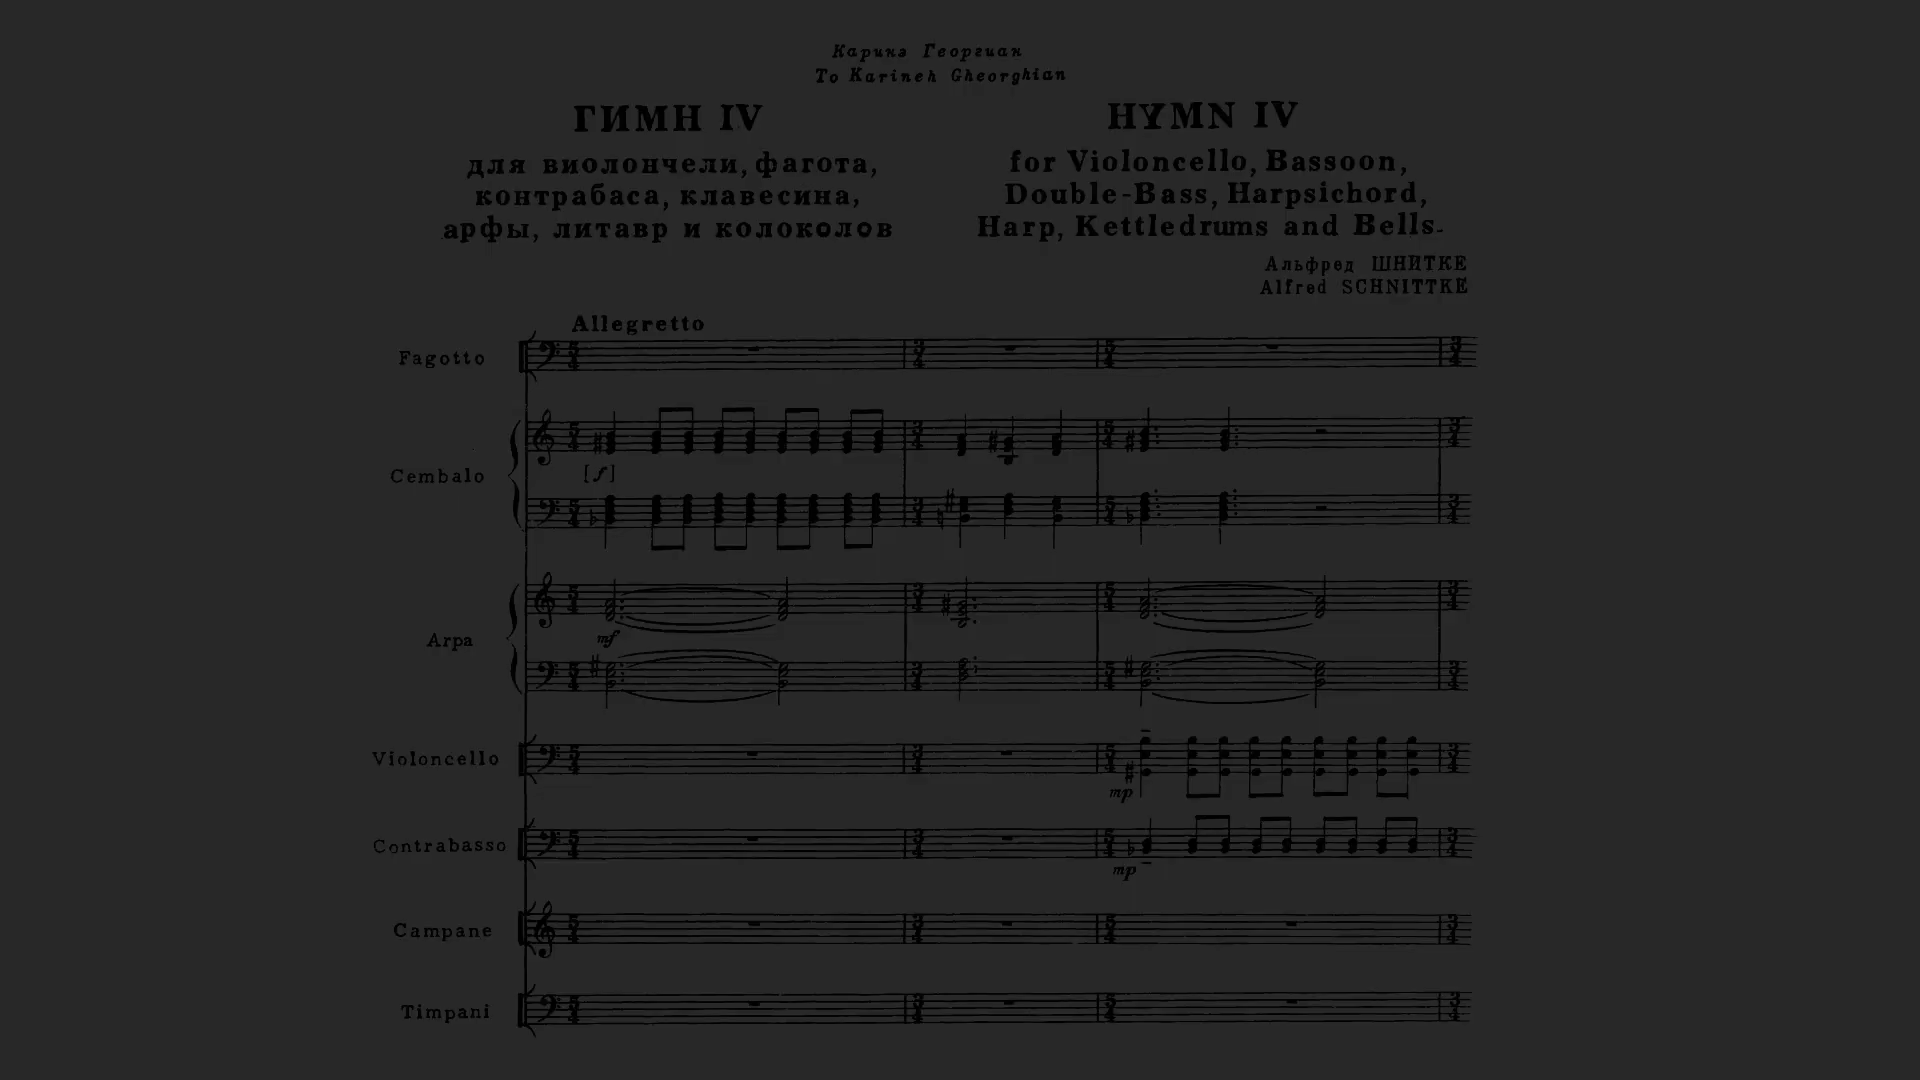 Каринэ Георгиан
To Karineh Gheorghian
ГИМН IV
для виолончели, фагота,
контрабаса, клавесина,
арфы, литавр и колоколов
HYMN IV
for Violoncello, Bassoon,
Double-Bass, Harpsichord,
Harp, Kettledrums and Bells.
Альфред ШНИТКЕ
Alfred SCHNITTKE
Allegretto
Fagotto
Cembalo
[f]
Arpa
mf
Violoncello
mp
Contrabasso
mp
Campane
Timpani